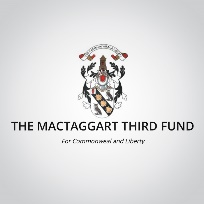 THE MACTAGGART THIRD FUND
For Commonweal and Liberty